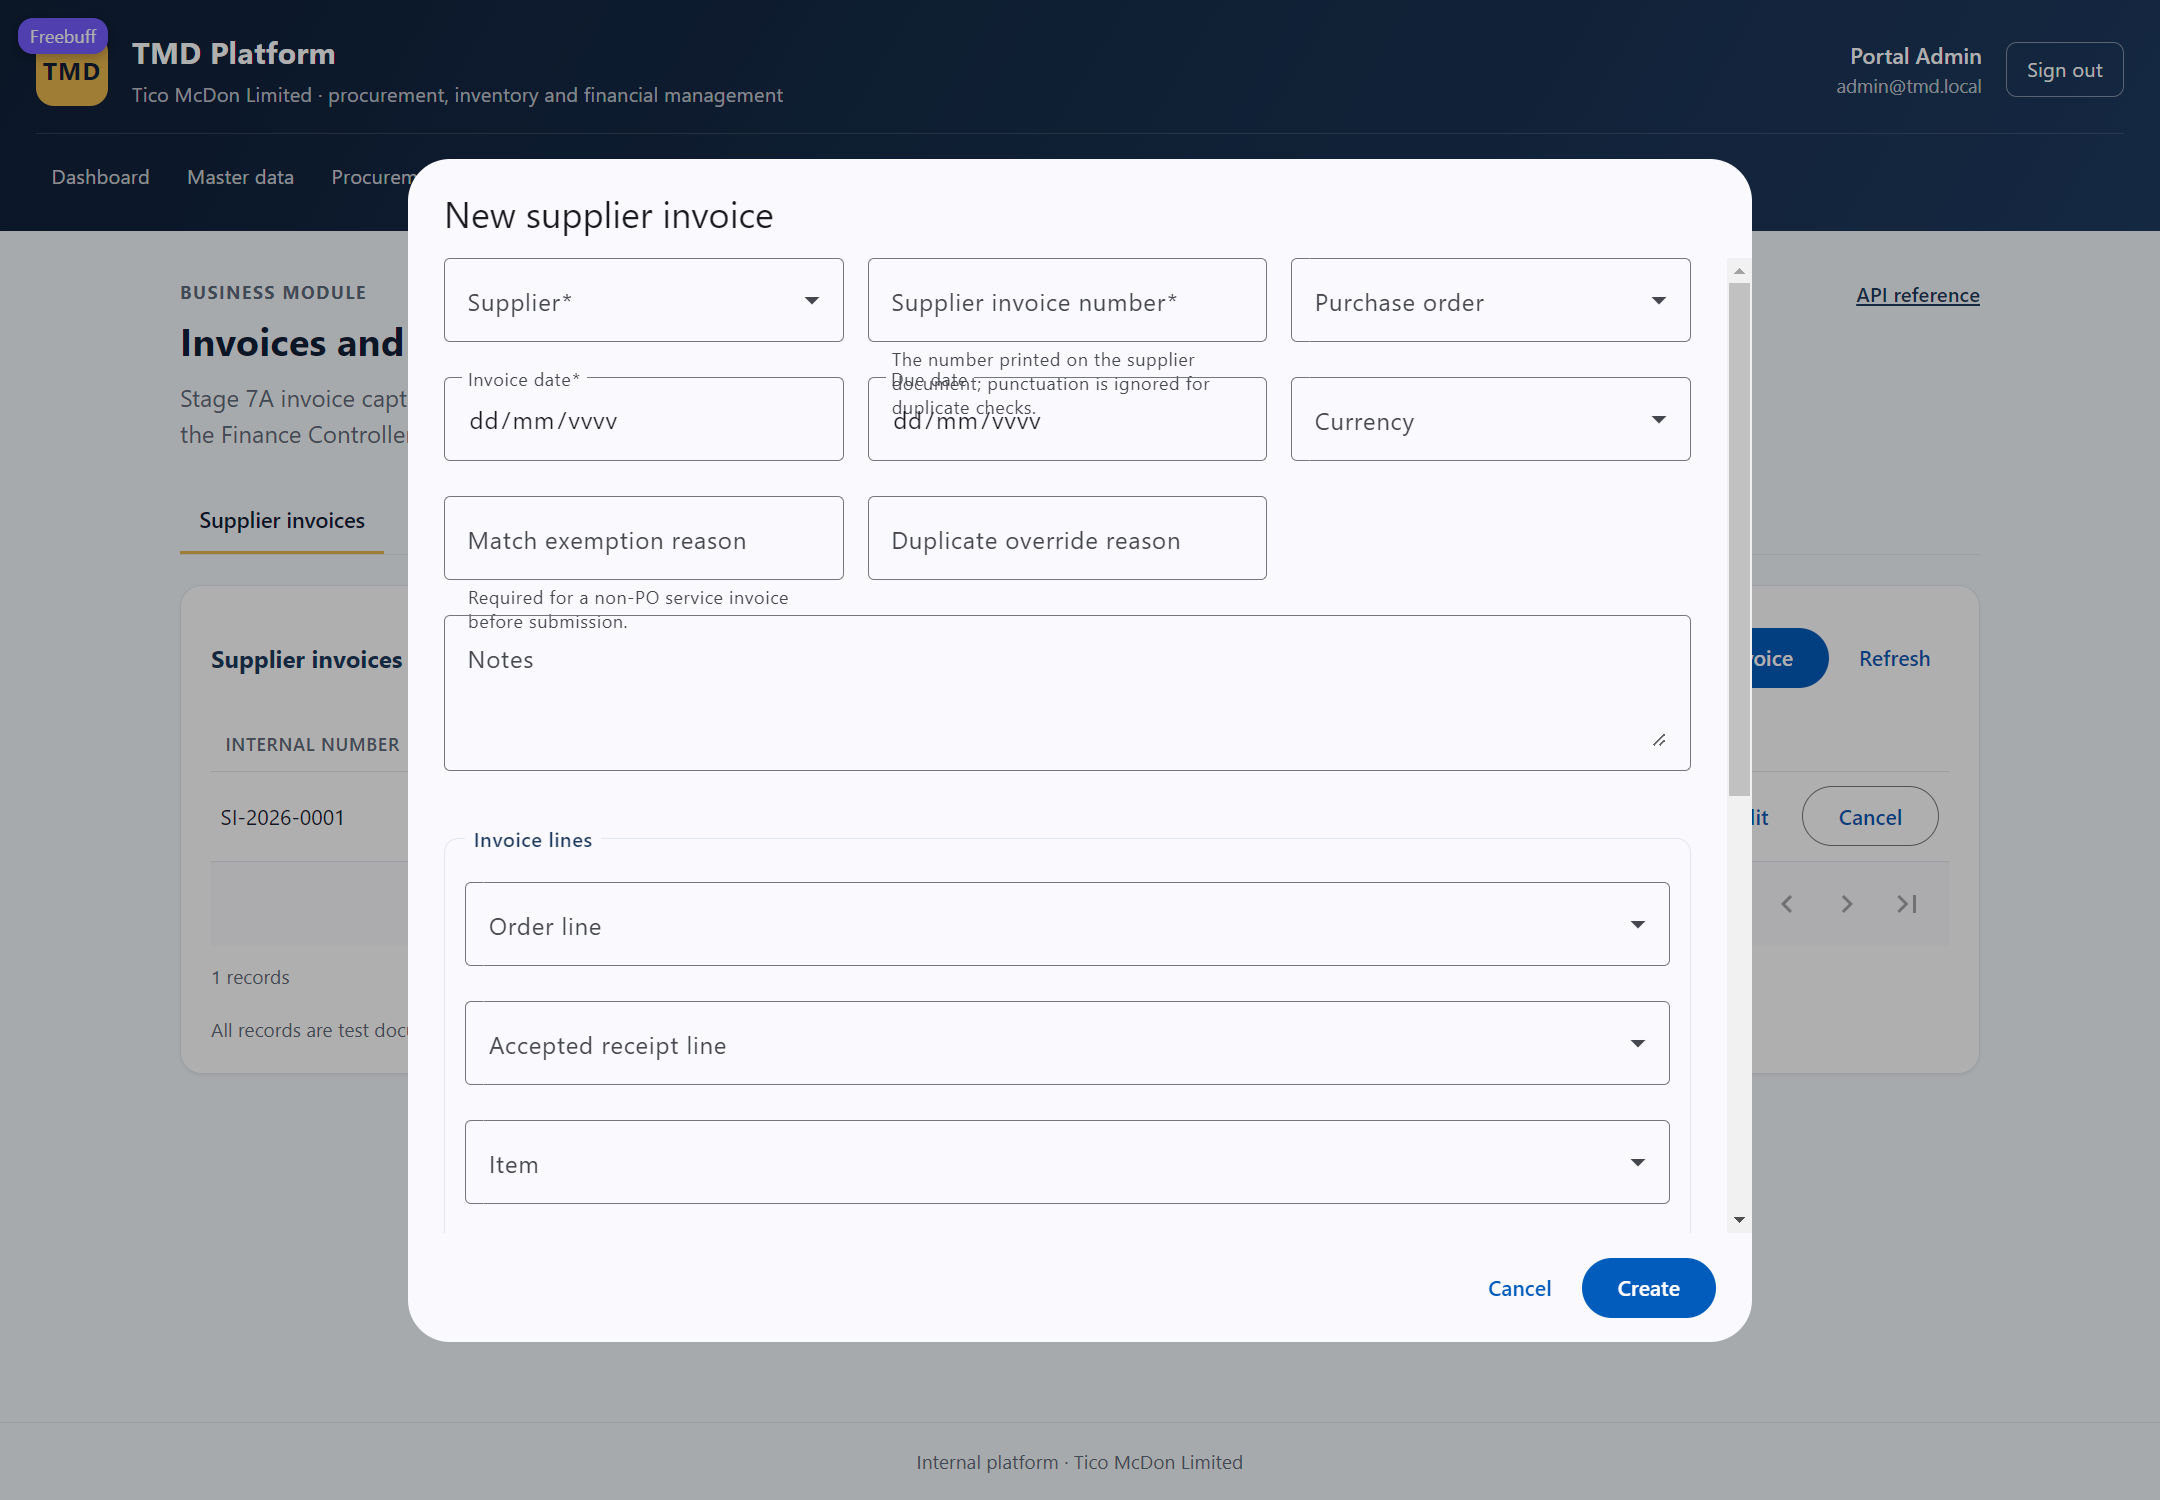 Freebuff
TMD
TMD Platform
Tico McDon Limited · procurement, inventory and financial management
Portal Admin
admin@tmd.local
Sign out
Dashboard
Master data
Procurem
BUSINESS MODULE
API reference
Invoices and
Stage 7A invoice capt
the Finance Controller
Supplier invoices
Supplier invoices
voice
Refresh
INTERNAL NUMBER
SI-2026-0001
dit
Cancel
1 records
All records are test docu
New supplier invoice
Supplier*
Supplier invoice number*
Purchase order
The number printed on the supplier
document; punctuation is ignored for
duplicate checks.
Invoice date*
dd/mm/yyyy
Due date
dd/mm/yyyy
Currency
Match exemption reason
Duplicate override reason
Required for a non-PO service invoice
before submission.
Notes
Invoice lines
Order line
Accepted receipt line
Item
Cancel
Create
Internal platform · Tico McDon Limited